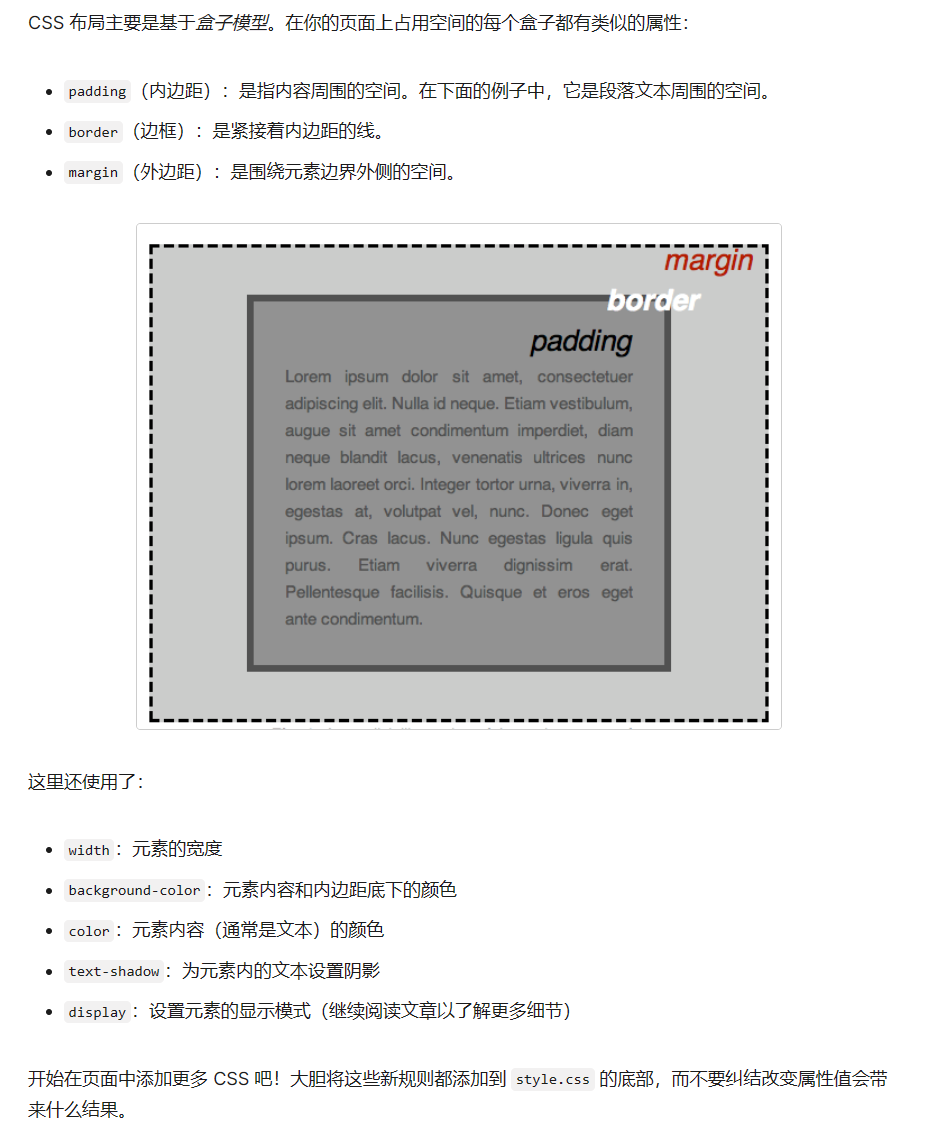 CSS 布局主要是基于盒子模型。在你的页面上占用空间的每个盒子都有类似的属性：
padding（内边距）：是指内容周围的空间。在下面的例子中，它是段落文本周围的空间。
border（边框）：是紧接着内边距的线。
margin（外边距）：是围绕元素边界外侧的空间。
margin
border
padding
Lorem ipsum dolor sit amet, consectetuer
adipiscing elit. Nulla id neque. Etiam vestibulum,
augue sit amet condimentum imperdiet, diam
neque blandit lacus, venenatis ultrices nunc
lorem laoreet orci. Integer tortor urna, viverra in,
egestas at, volutpat vel, nunc. Donec eget
ipsum. Cras lacus. Nunc egestas ligula quis
purus. Etiam viverra dignissim erat.
Pellentesque facilisis. Quisque et eros eget
ante condimentum.
这里还使用了：
width：元素的宽度
background-color：元素内容和内边距底下的颜色
color：元素内容（通常是文本）的颜色
text-shadow：为元素内的文本设置阴影
display：设置元素的显示模式（继续阅读文章以了解更多细节）
开始在页面中添加更多 CSS 吧！大胆将这些新规则都添加到 style.css 的底部，而不要纠结改变属性值会带
来什么结果。